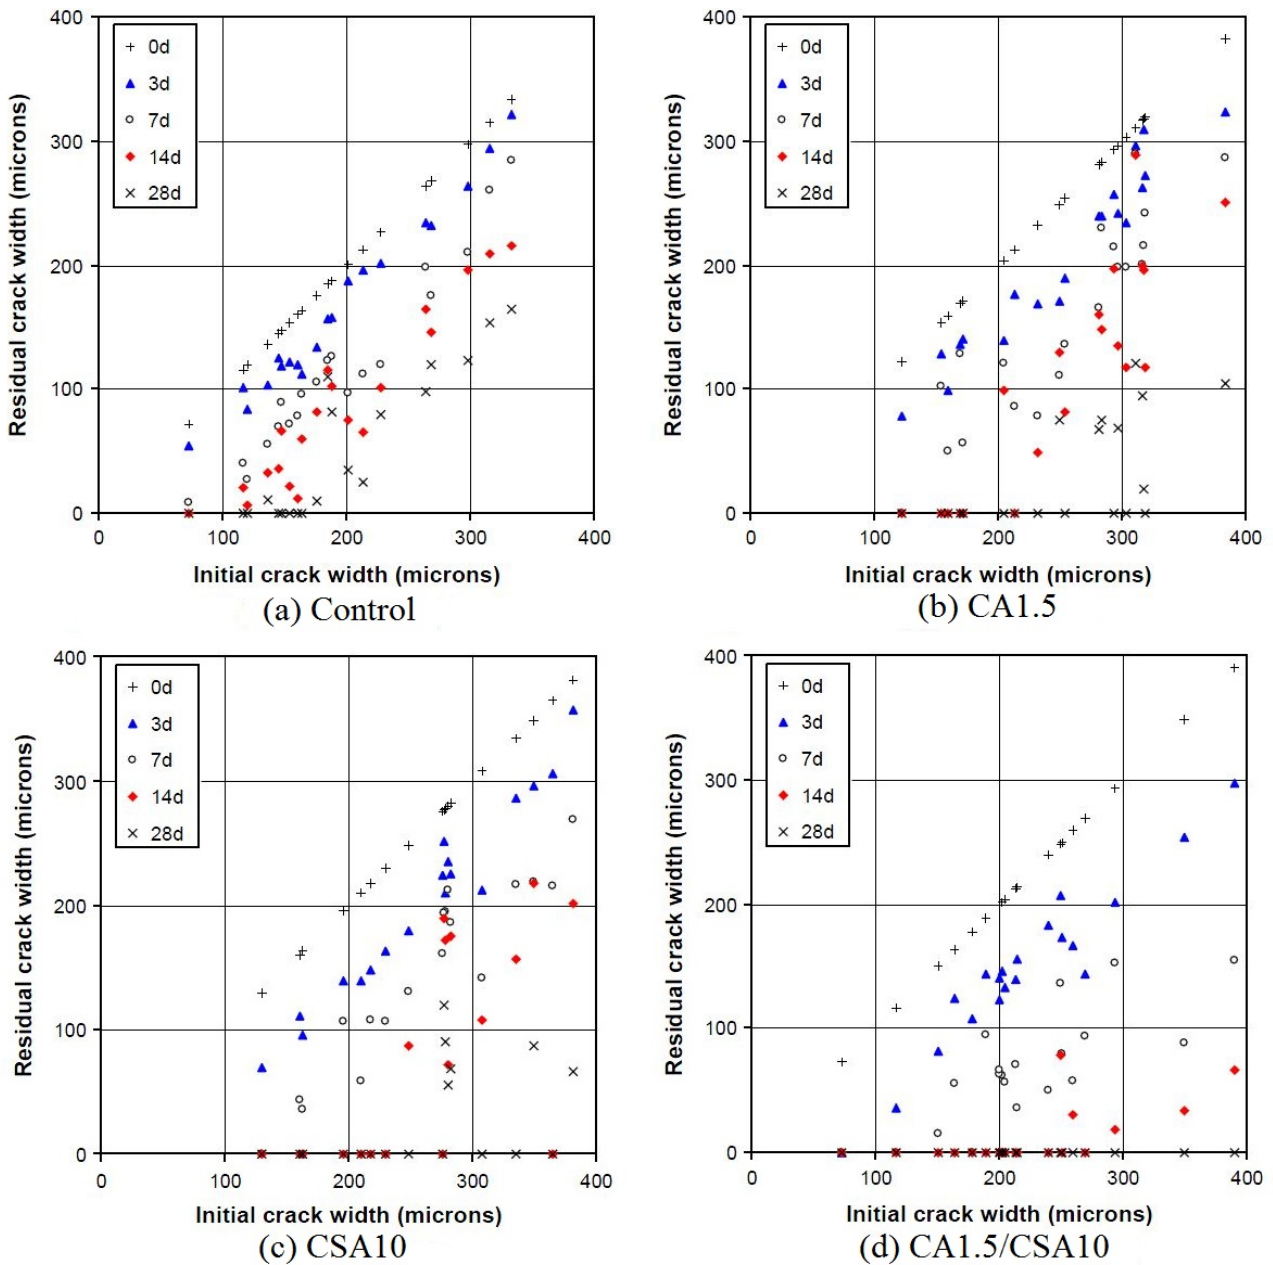 400
300
200
100
0
0 100 200 300 400
Residual crack width (microns)
0d
3d
7d
14d
28d
Initial crack width (microns)
(a) Control
400
300
200
100
0
0 100 200 300 400
Residual crack width (microns)
0d
3d
7d
14d
28d
Initial crack width (microns)
(b) CA1.5
400
300
200
100
0
0 100 200 300 400
Residual crack width (microns)
0d
3d
7d
14d
28d
Initial crack width (microns)
(c) CSA10
400
300
200
100
0
0 100 200 300 400
Residual crack width (microns)
0d
3d
7d
14d
28d
Initial crack width (microns)
(d) CA1.5/CSA10